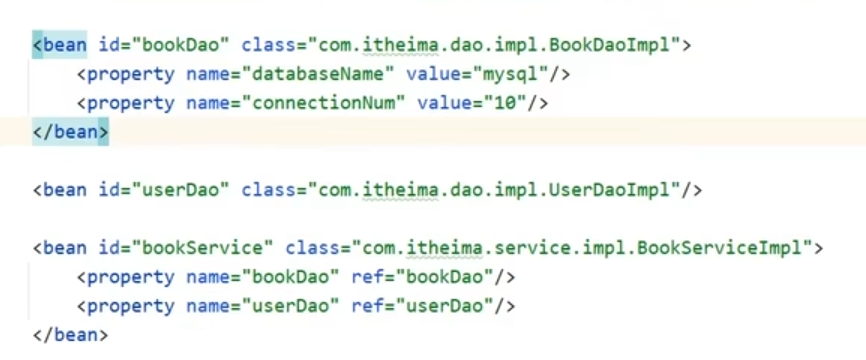 <bean id="bookDao" class="com.itheima.dao.impl.BookDaoImpl">
    <property name="databaseName" value="mysql"/>
    <property name="connectionNum" value="10"/>
</bean>
<bean id="userDao" class="com.itheima.dao.impl.UserDaoImpl"/>
<bean id="bookService" class="com.itheima.service.impl.BookServiceImpl">
    <property name="bookDao" ref="bookDao"/>
    <property name="userDao" ref="userDao"/>
</bean>